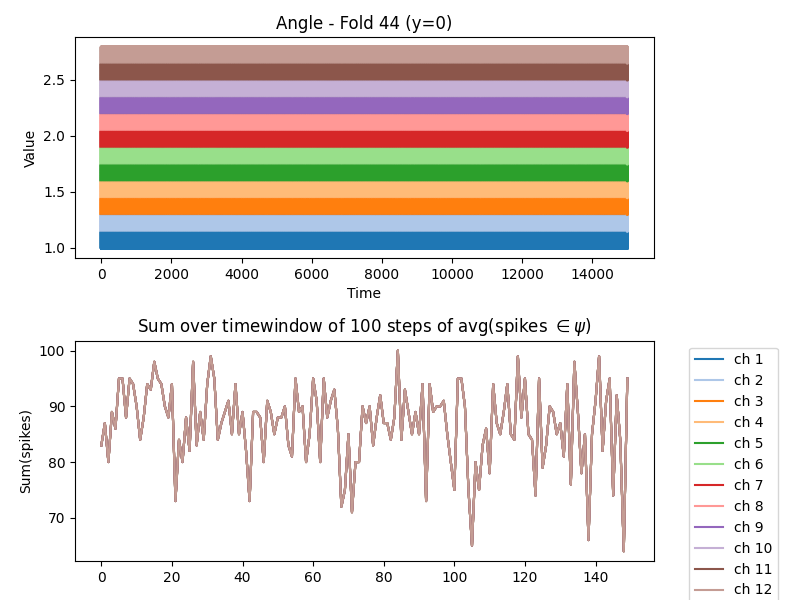 Angle - Fold 44 (y=0)
Value
2.5
2.0
1.5
1.0
0 2000 4000 6000 8000 10000 12000 14000
Time
Sum over timewindow of 100 steps of avg(spikes ∈ ψ)
Sum(spikes)
100
90
80
70
0 20 40 60 80 100 120 140
ch 1
ch 2
ch 3
ch 4
ch 5
ch 6
ch 7
ch 8
ch 9
ch 10
ch 11
ch 12